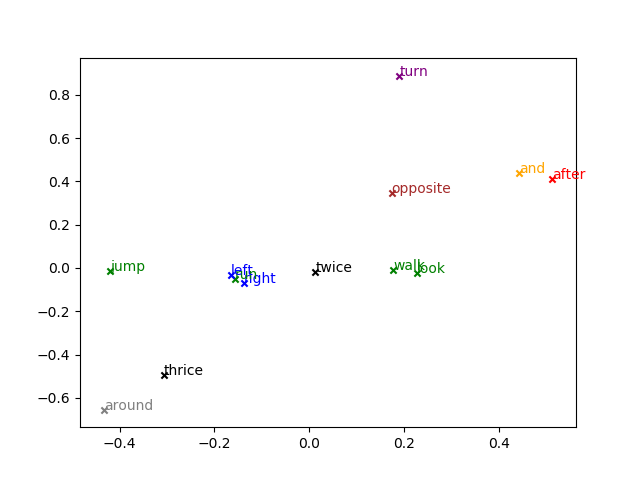 turn
0.8
0.6
and
after
0.4
opposite
0.2
jump
left
run
right
twice
walk
look
0.0
−0.2
thrice
−0.4
around
−0.6
−0.4
−0.2
0.0
0.2
0.4